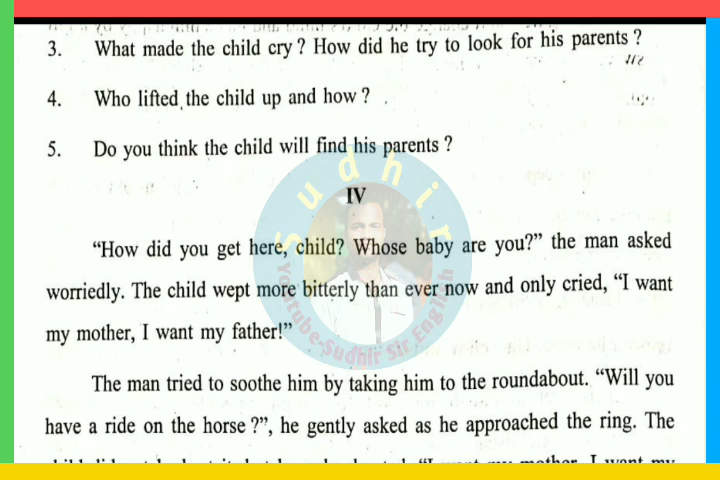 3. What made the child cry? How did he try to look for his parents?
4. Who lifted the child up and how?
5. Do you think the child will find his parents?
IV
"How did you get here, child? Whose baby are you?" the man asked
worriedly. The child wept more bitterly than ever now and only cried, "I want
my mother, I want my father!"
The man tried to soothe him by taking him to the roundabout. "Will you
have a ride on the horse?", he gently asked as he approached the ring. The
Sudhir
Youtube-Sudhir Sir English